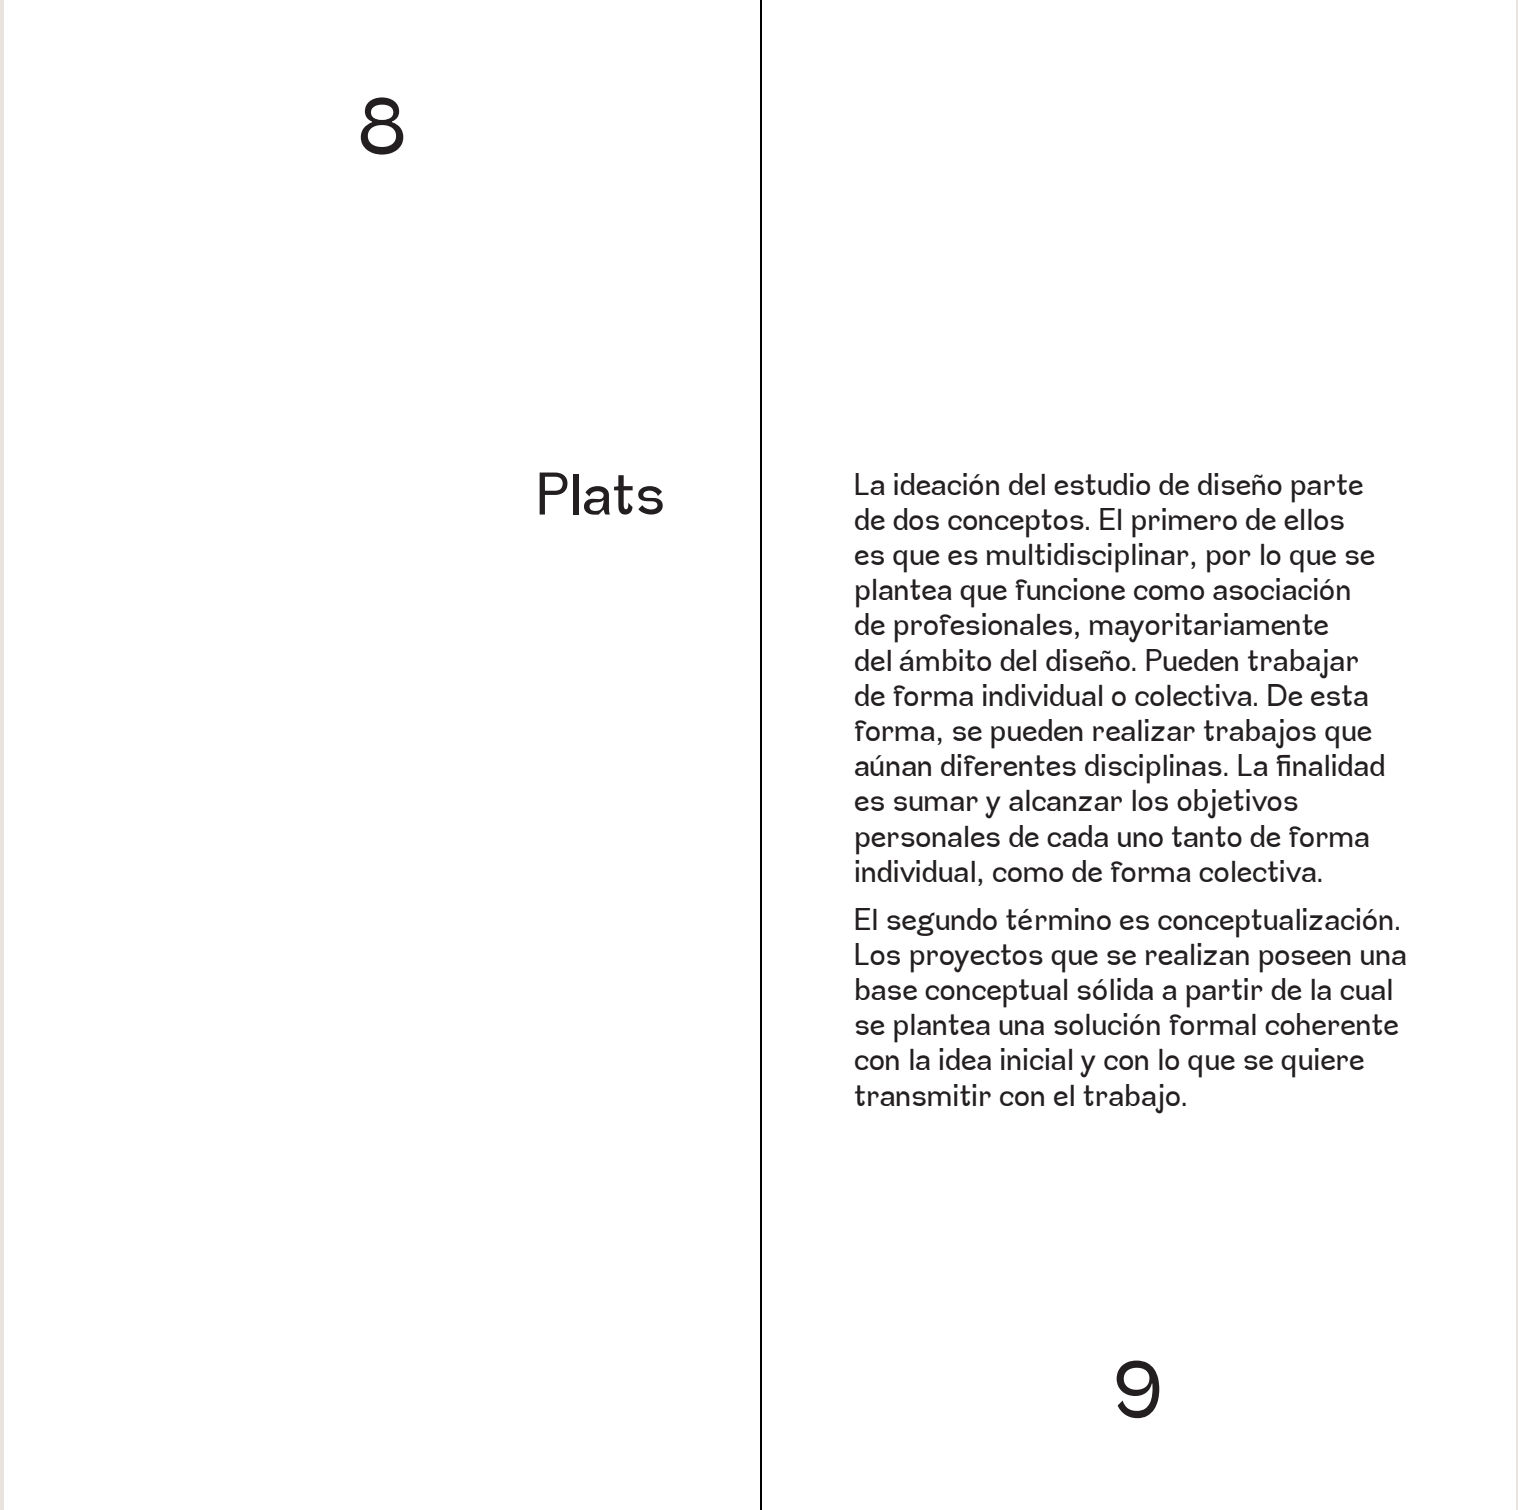 8
Plats
La ideación del estudio de diseño parte
de dos conceptos. El primero de ellos
es que es multidisciplinar, por lo que se
plantea que funcione como asociación
de profesionales, mayoritariamente
del ámbito del diseño. Pueden trabajar
de forma individual o colectiva. De esta
forma, se pueden realizar trabajos que
aúnan diferentes disciplinas. La finalidad
es sumar y alcanzar los objetivos
personales de cada uno tanto de forma
individual, como de forma colectiva.
El segundo término es conceptualización.
Los proyectos que se realizan poseen una
base conceptual sólida a partir de la cual
se plantea una solución formal coherente
con la idea inicial y con lo que se quiere
transmitir con el trabajo.
9